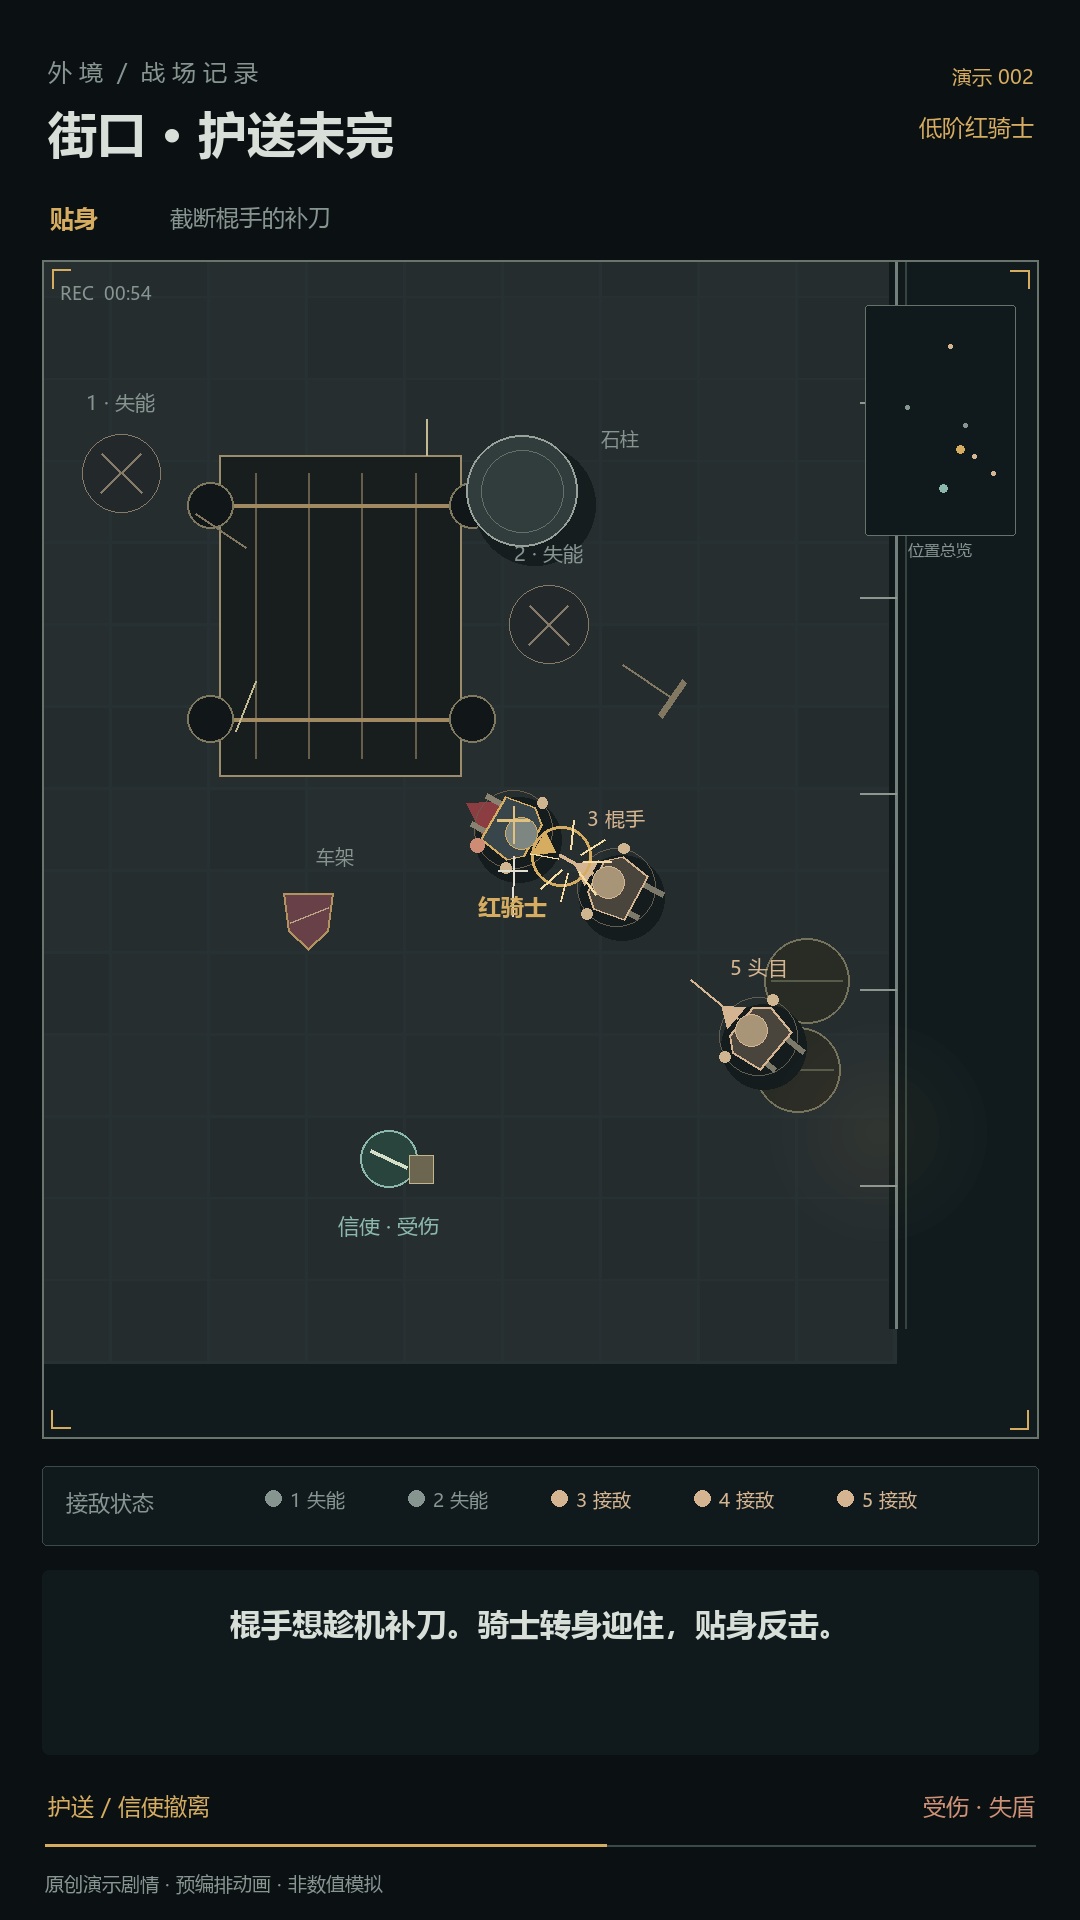 外境 / 战场记录
演示 002
街口·护送未完
低阶红骑士
贴身 截断棍手的补刀
REC 00:54
1 · 失能
石柱
2 · 失能
位置总览
3 棍手
车架
红骑士
5 头目
信使 · 受伤
接敌状态 1 失能 2 失能 3 接敌 4 接敌 5 接敌
棍手想趁机补刀。骑士转身迎住，贴身反击。
护送 / 信使撤离 受伤 · 失盾
原创演示剧情 · 预编排动画 · 非数值模拟